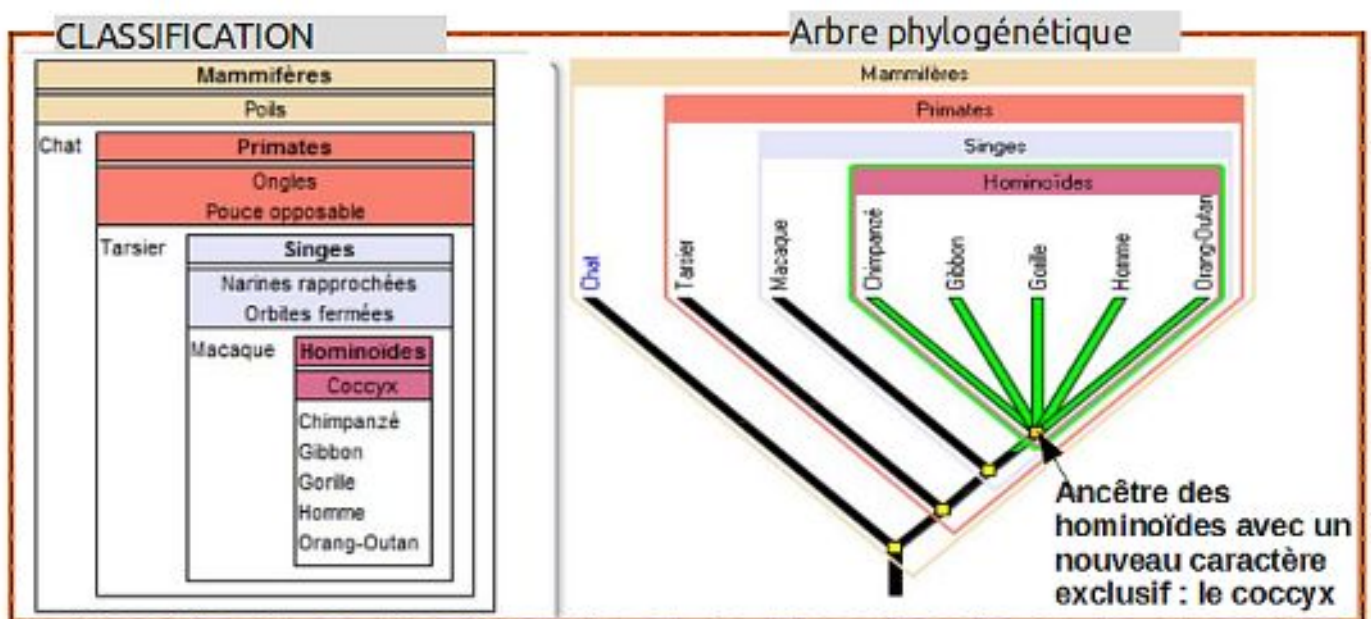 CLASSIFICATION
Mammifères
Poils
Chat
Primates
Ongles
Pouce opposable
Tarsier
Singes
Narines rapprochées
Orbites fermées
Macaque
Hominoïdes
Coccyx
Chimpanzé
Gibbon
Gorille
Homme
Orang-Outan
Arbre phylogénétique
Mammifères
Primates
Singes
Hominoïdes
Chat
Tarsier
Macaque
Chimpanzé
Gibbon
Gorille
Homme
Orang-Outan
Ancêtre des
hominoïdes avec un
nouveau caractère
exclusif : le coccyx